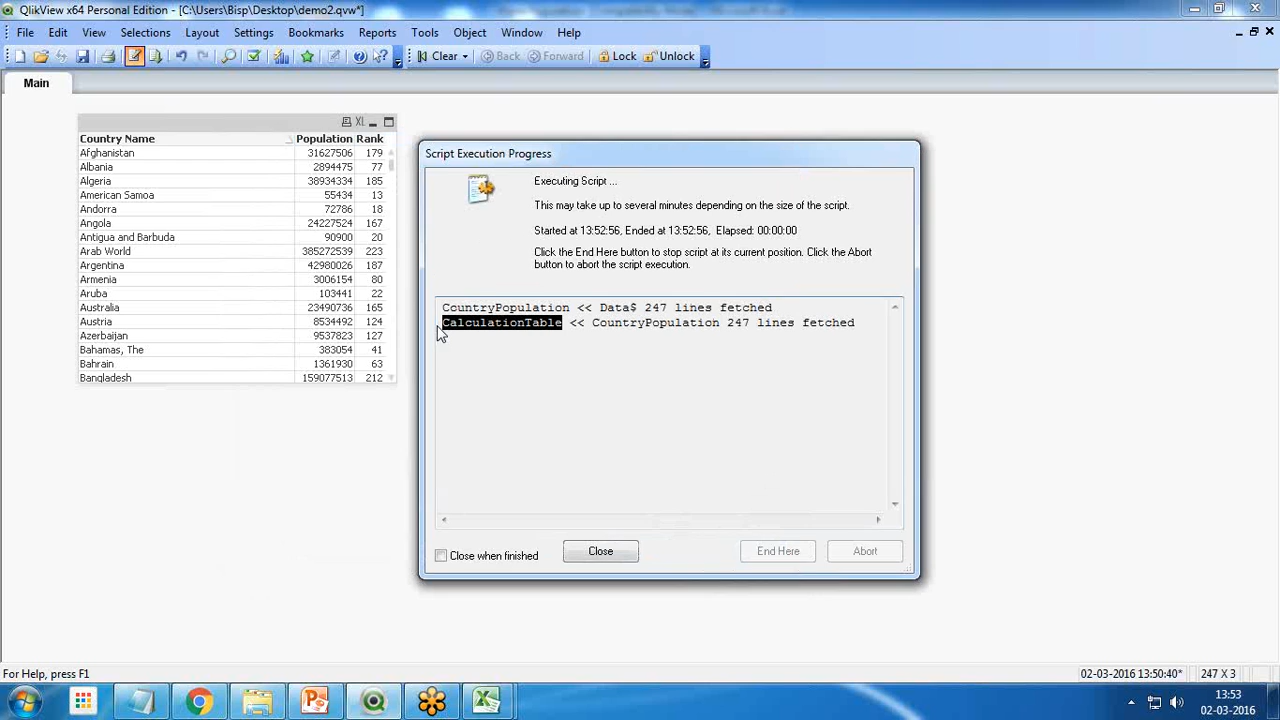 QlikView x64 Personal Edition - [C:\Users\Bisp\Desktop\demo2.qvw*]
File Edit View Selections Layout Settings Bookmarks Reports Tools Object Window Help
Clear Back Forward Lock Unlock
Main
XL
Country Name Population Rank
Afghanistan 31627506 179
Albania 2894475 77
Algeria 38934334 185
American Samoa 55434 13
Andorra 72786 18
Angola 24227524 167
Antigua and Barbuda 90900 20
Arab World 385272539 223
Argentina 42980026 187
Armenia 3006154 80
Aruba 103441 22
Australia 23490736 165
Austria 8534492 124
Azerbaijan 9537823 127
Bahamas, The 383054 41
Bahrain 1361930 63
Bangladesh 159077513 212
Script Execution Progress
Executing Script ...
This may take up to several minutes depending on the size of the script.
Started at 13:52:56, Ended at 13:52:56, Elapsed: 00:00:00
Click the End Here button to stop script at its current position. Click the Abort
button to abort the script execution.
CountryPopulation << Data$ 247 lines fetched
CalculationTable << CountryPopulation 247 lines fetched
Close when finished
Close
End Here
Abort
For Help, press F1
02-03-2016 13:50:40*
247 X 3
13:53
02-03-2016